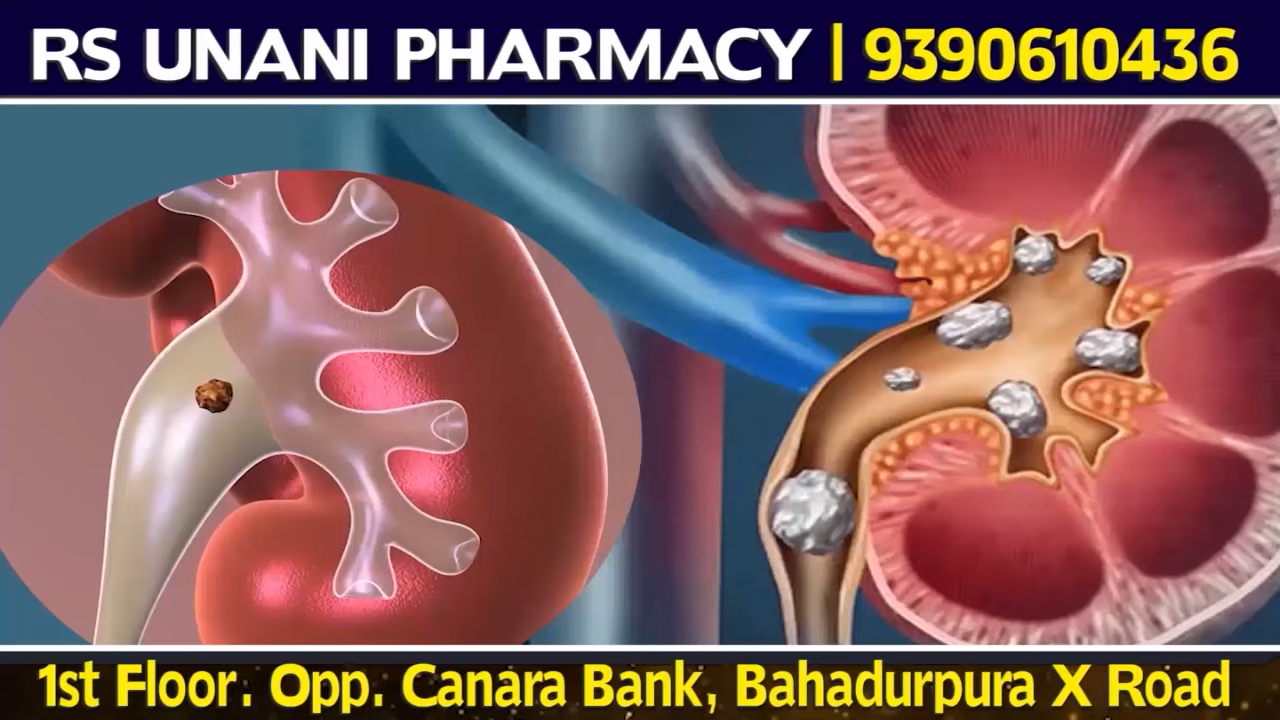 RS UNANI PHARMACY | 9390610436
1st Floor. Opp. Canara Bank, Bahadurpura X Road